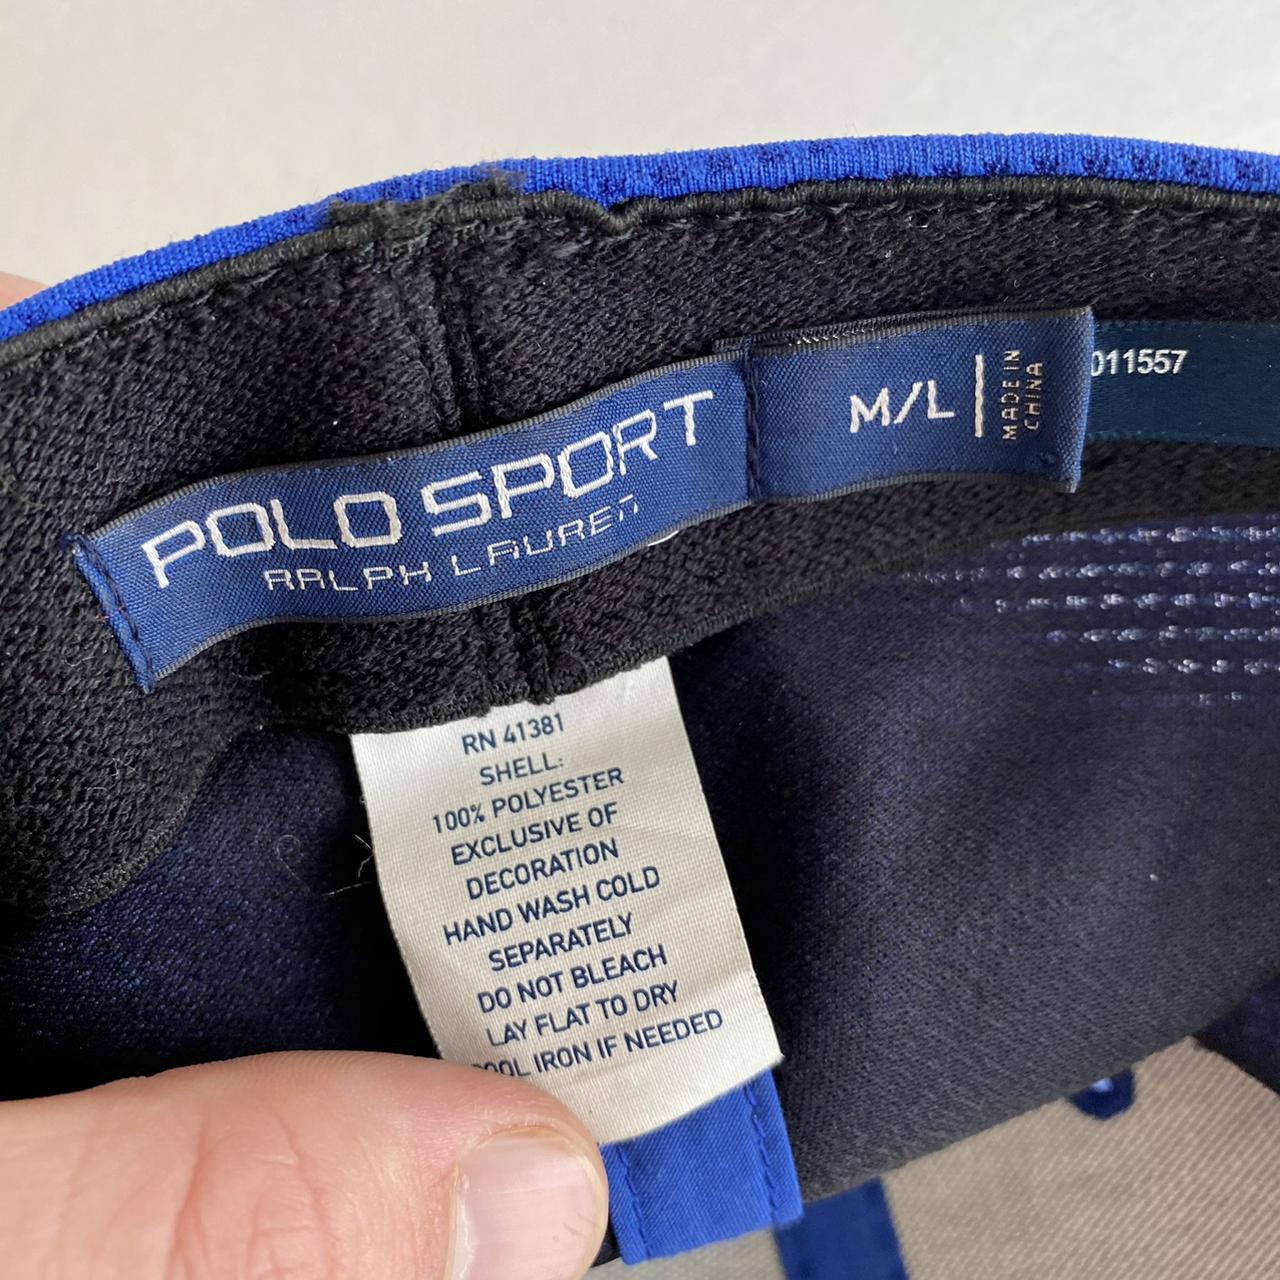 POLO SPORT
RALPH LAUREN
M/L
MADE IN
CHINA
011557
RN 41381
SHELL:
100% POLYESTER
EXCLUSIVE OF
DECORATION
HAND WASH COLD
SEPARATELY
DO NOT BLEACH
LAY FLAT TO DRY
COOL IRON IF NEEDED